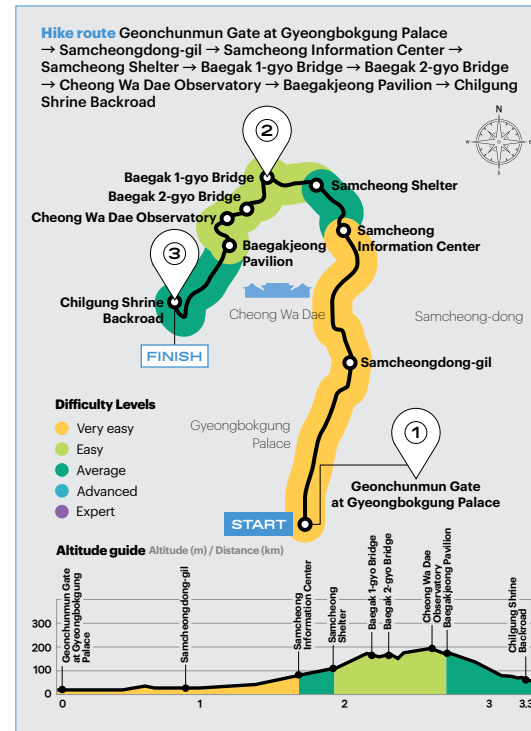 Hike route Geonchunmun Gate at Gyeongbokgung Palace
→ Samcheongdong-gil → Samcheong Information Center →
Samcheong Shelter → Baegak 1-gyo Bridge → Baegak 2-gyo Bridge
→ Cheong Wa Dae Observatory → Baegakjeong Pavilion → Chilgung
Shrine Backroad
N
W
E
S
2
Baegak 1-gyo Bridge
Samcheong Shelter
Baegak 2-gyo Bridge
Cheong Wa Dae Observatory
Samcheong
Information Center
Baegakjeong
Pavilion
3
Chilgung Shrine
Backroad
Cheong Wa Dae
Samcheong-dong
FINISH
Samcheongdong-gil
Difficulty Levels
Very easy
Easy
Average
Advanced
Expert
Gyeongbokgung
Palace
1
Geonchunmun Gate
at Gyeongbokgung Palace
START
Altitude guide Altitude (m) / Distance (km)
Geonchunmun Gate
at Gyeongbokgung
Palace
Samcheongdong-gil
Samcheong
Information Center
Samcheong
Shelter
Baegak 1-gyo Bridge
Baegak 2-gyo Bridge
Cheong Wa Dae
Observatory
Baegakjeong Pavilion
Chilgung Shrine
Backroad
300
200
100
0
0 1 2 3 3.3